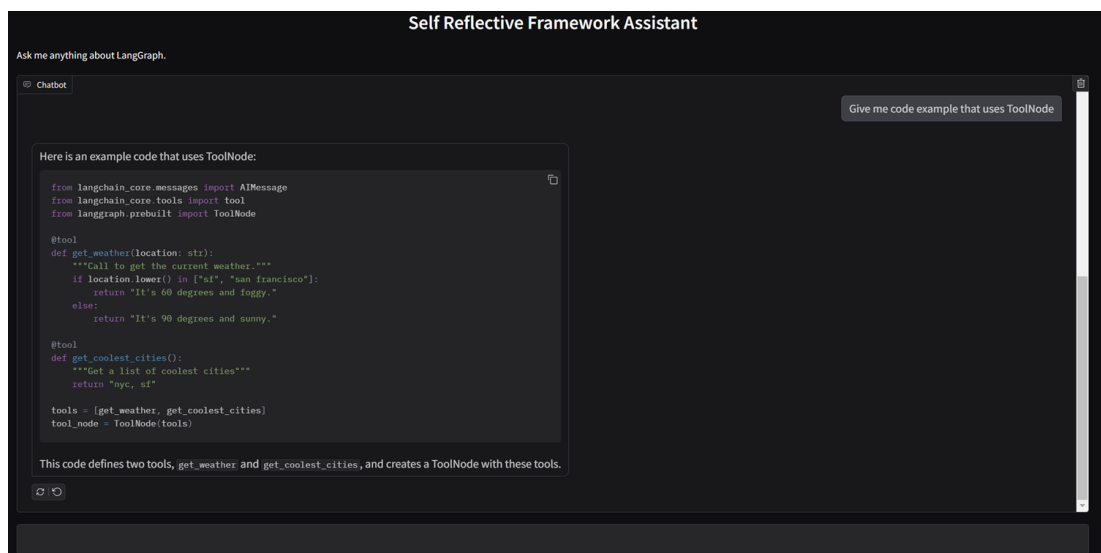 Self Reflective Framework Assistant
Ask me anything about LangGraph.
Chatbot
Give me code example that uses ToolNode
Here is an example code that uses ToolNode:
from langchain_core.messages import AIMessage
from langchain_core.tools import tool
from langgraph.prebuilt import ToolNode

@tool
def get_weather(location: str):
    """Call to get the current weather."""
    if location.lower() in ["sf", "san francisco"]:
        return "It's 60 degrees and foggy."
    else:
        return "It's 90 degrees and sunny."

@tool
def get_coolest_cities():
    """Get a list of coolest cities"""
    return "nyc, sf"

tools = [get_weather, get_coolest_cities]
tool_node = ToolNode(tools)
This code defines two tools, get_weather and get_coolest_cities, and creates a ToolNode with these tools.